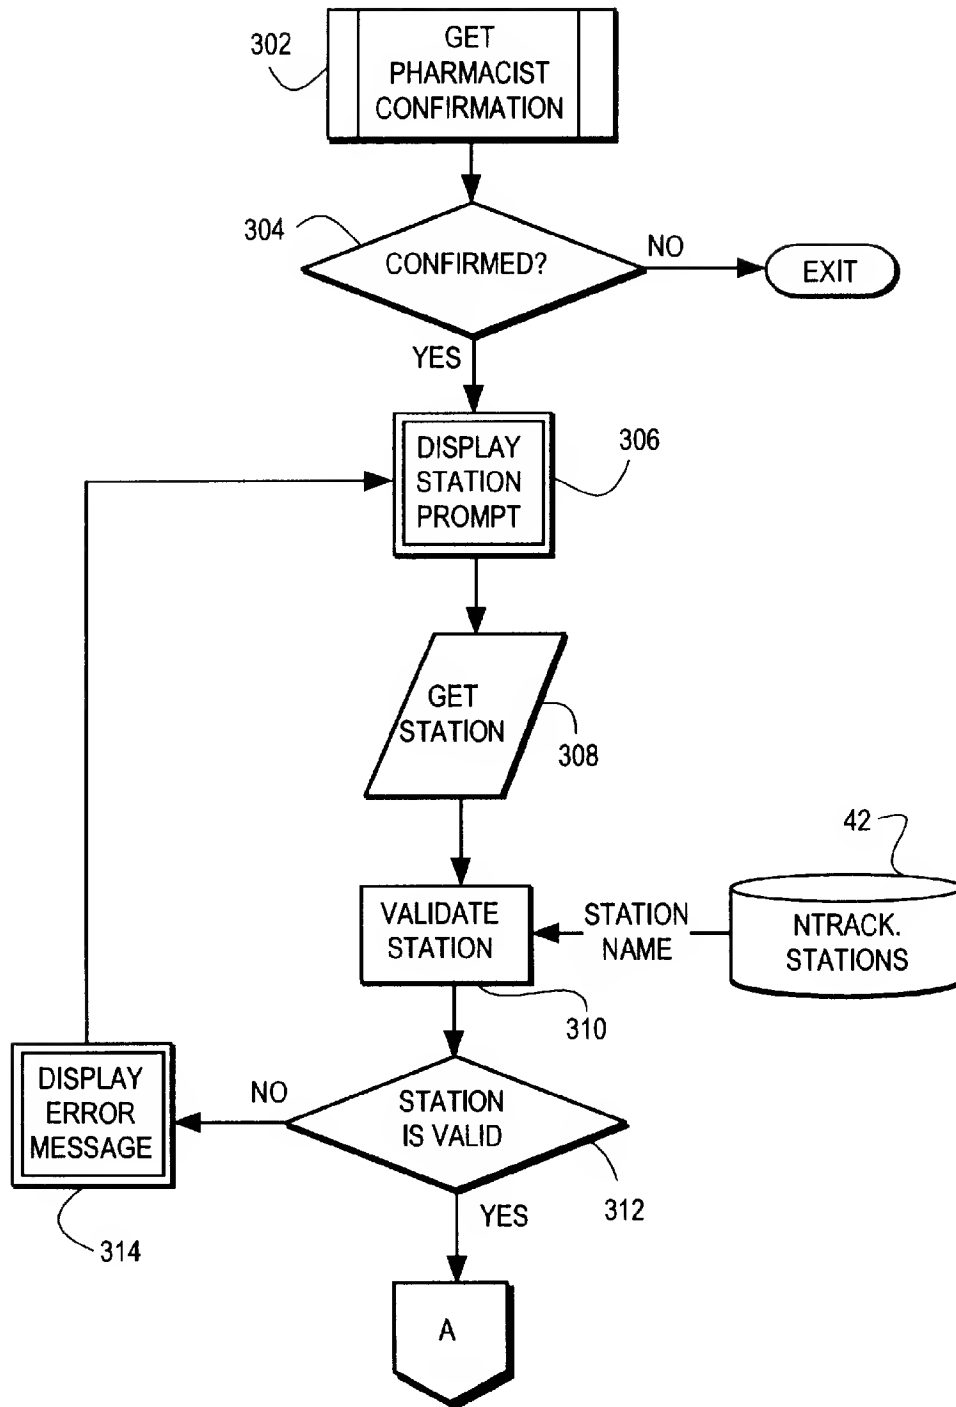 302
GET
PHARMACIST
CONFIRMATION
304
CONFIRMED?
NO
EXIT
YES
DISPLAY
STATION
PROMPT
306
GET
STATION
308
42
VALIDATE
STATION
STATION
NAME
NTRACK.
STATIONS
310
DISPLAY
ERROR
MESSAGE
NO
STATION
IS VALID
312
314
YES
A